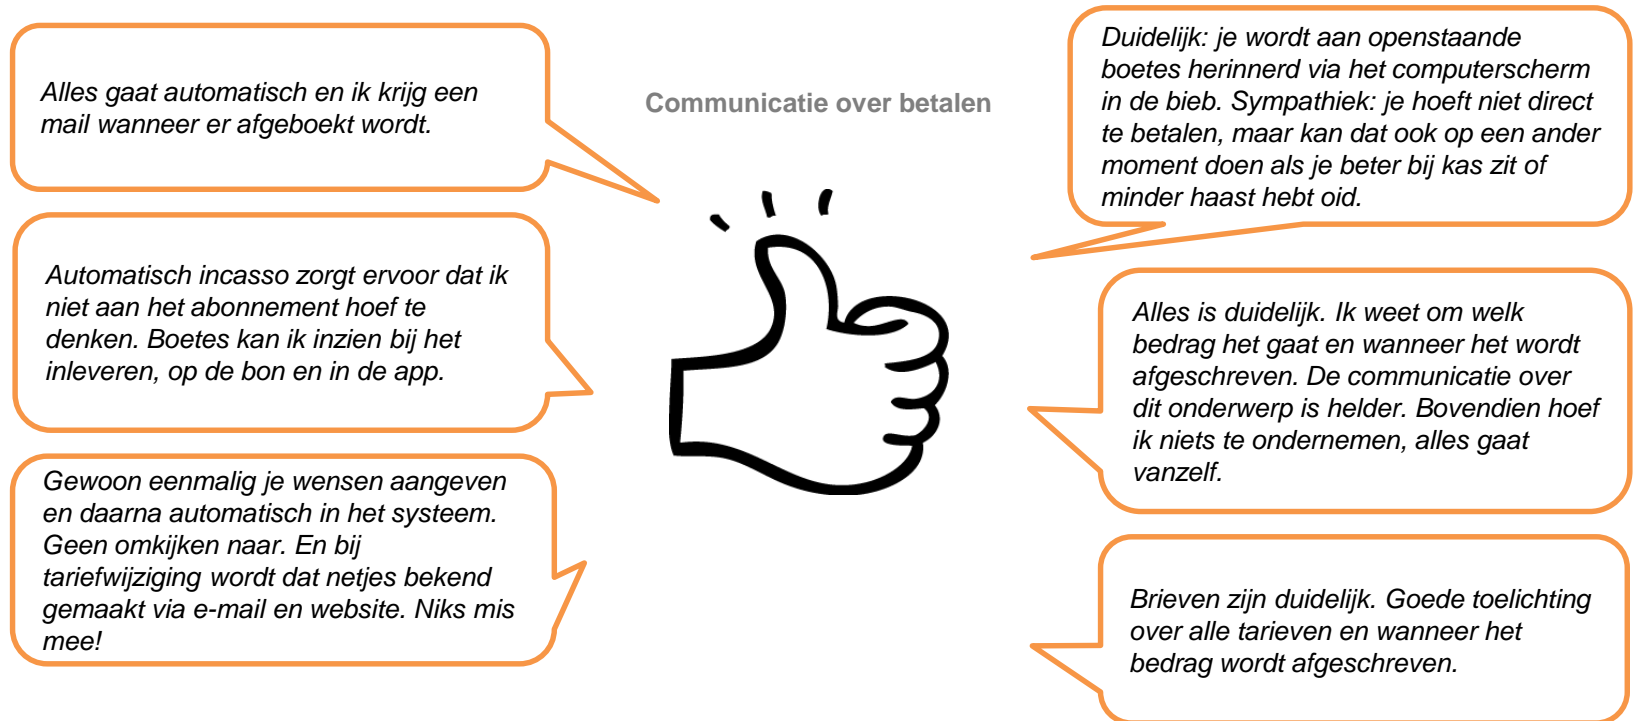 Communicatie over betalen
Alles gaat automatisch en ik krijg een
mail wanneer er afgeboekt wordt.
Automatisch incasso zorgt ervoor dat ik
niet aan het abonnement hoef te
denken. Boetes kan ik inzien bij het
inleveren, op de bon en in de app.
Gewoon eenmalig je wensen aangeven
en daarna automatisch in het systeem.
Geen omkijken naar. En bij
tariefwijziging wordt dat netjes bekend
gemaakt via e-mail en website. Niks mis
mee!
Duidelijk: je wordt aan openstaande
boetes herinnerd via het computerscherm
in de bieb. Sympathiek: je hoeft niet direct
te betalen, maar kan dat ook op een ander
moment doen als je beter bij kas zit of
minder haast hebt oid.
Alles is duidelijk. Ik weet om welk
bedrag het gaat en wanneer het wordt
afgeschreven. De communicatie over
dit onderwerp is helder. Bovendien hoef
ik niets te ondernemen, alles gaat
vanzelf.
Brieven zijn duidelijk. Goede toelichting
over alle tarieven en wanneer het
bedrag wordt afgeschreven.